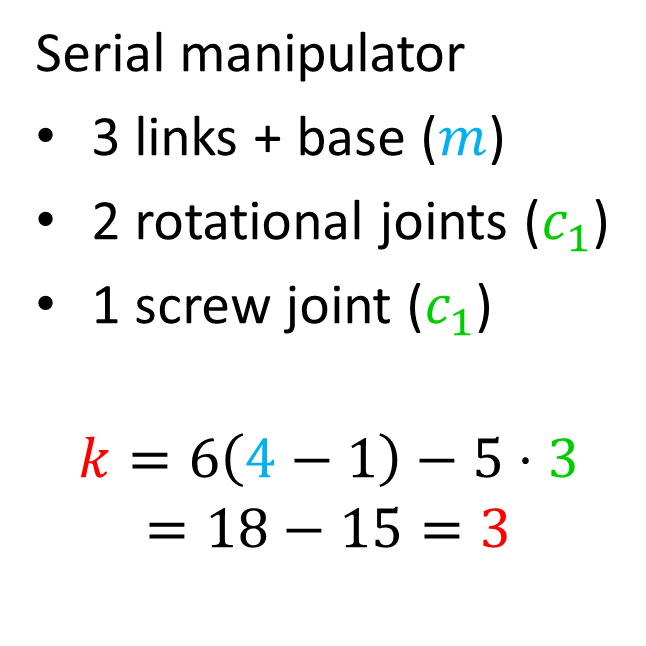 Serial manipulator
• 3 links + base (m)
• 2 rotational joints (c₁)
• 1 screw joint (c₁)
k = 6(4 − 1) − 5 · 3
= 18 − 15 = 3